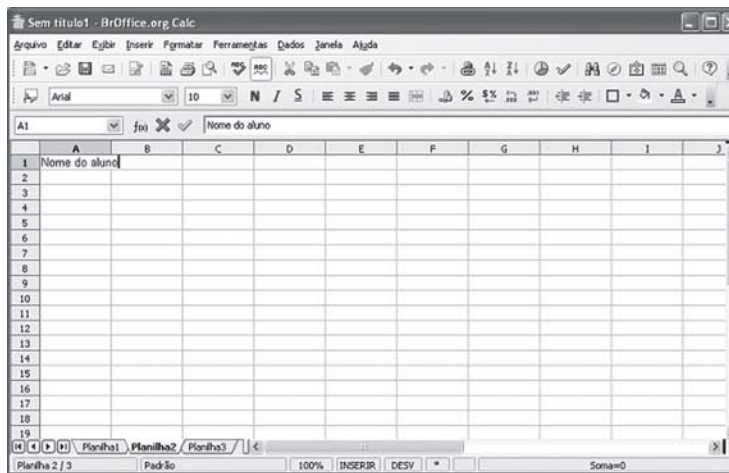 Sem título1 - BrOffice.org Calc
Arquivo Editar Exibir Inserir Formatar Ferramentas Dados Janela Ajuda
Arial 10 N I S
A1 f(x) Nome do aluno
A B C D E F G H I J
1 Nome do aluno
2
3
4
5
6
7
8
9
10
11
12
13
14
15
16
17
18
19
Planilha1 Planilha2 Planilha3
Planilha 2 / 3 Padrão 100% INSERIR DESV * Soma=0